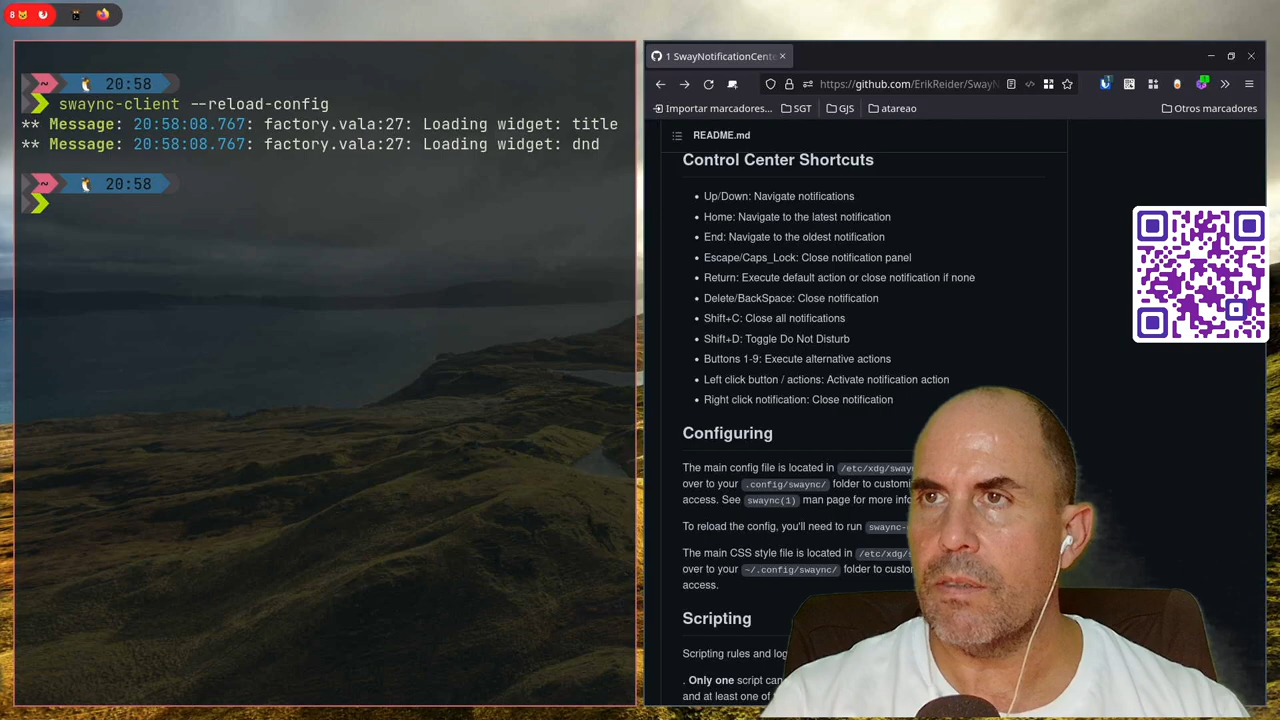 8
~ 20:58
swaync-client --reload-config
** Message: 20:58:08.767: factory.vala:27: Loading widget: title
** Message: 20:58:08.767: factory.vala:27: Loading widget: dnd
~ 20:58
1 SwayNotificationCente
https://github.com/ErikReider/SwayN
Importar marcadores... SGT GJS atareao Otros marcadores
README.md
Control Center Shortcuts
• Up/Down: Navigate notifications
• Home: Navigate to the latest notification
• End: Navigate to the oldest notification
• Escape/Caps_Lock: Close notification panel
• Return: Execute default action or close notification if none
• Delete/BackSpace: Close notification
• Shift+C: Close all notifications
• Shift+D: Toggle Do Not Disturb
• Buttons 1-9: Execute alternative actions
• Left click button / actions: Activate notification action
• Right click notification: Close notification
Configuring
The main config file is located in /etc/xdg/sway
over to your .config/swaync/ folder to customi
access. See swaync(1) man page for more info
To reload the config, you'll need to run swaync-
The main CSS style file is located in /etc/xdg/s
over to your ~/.config/swaync/ folder to custo
access.
Scripting
Scripting rules and log
. Only one script can
and at least one of